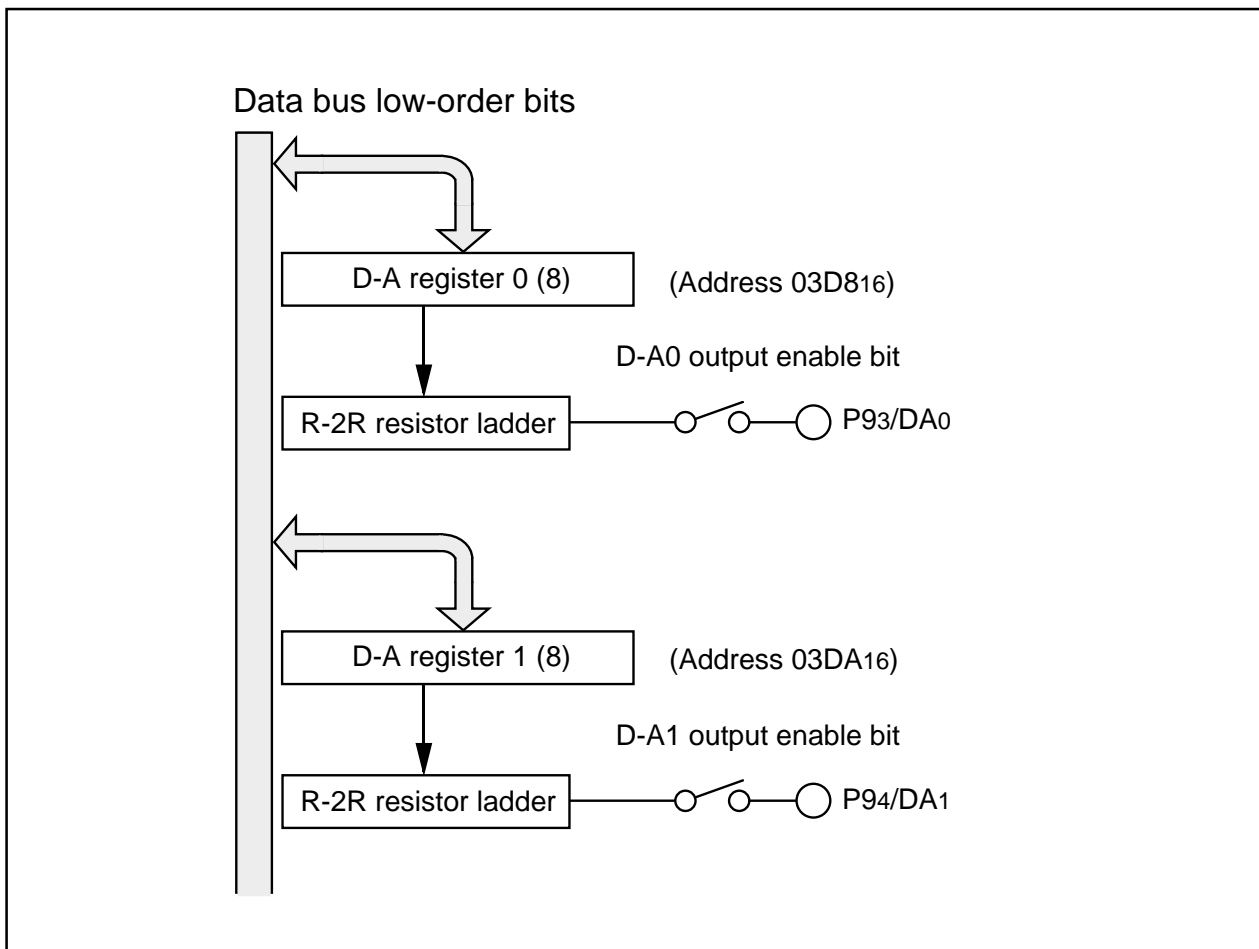 Data bus low-order bits
D-A register 0 (8)
(Address 03D816)
D-A0 output enable bit
R-2R resistor ladder
P93/DA0
D-A register 1 (8)
(Address 03DA16)
D-A1 output enable bit
R-2R resistor ladder
P94/DA1